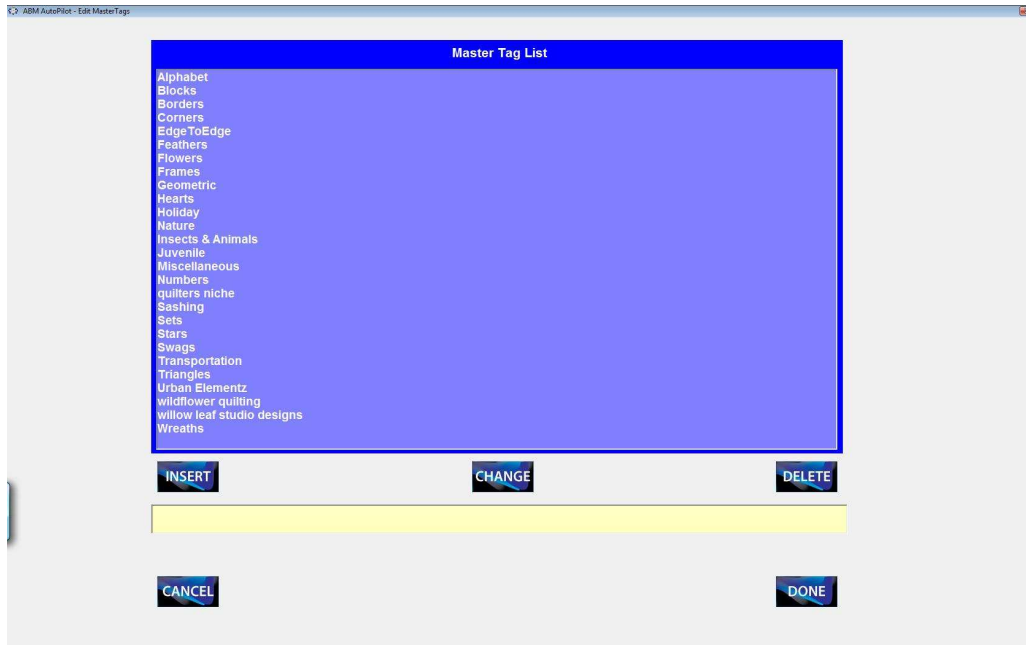 ABM AutoPilot - Edit MasterTags
Master Tag List
Alphabet
Blocks
Borders
Corners
EdgeToEdge
Feathers
Flowers
Frames
Geometric
Hearts
Holiday
Nature
Insects & Animals
Juvenile
Miscellaneous
Numbers
quilters niche
Sashing
Sets
Stars
Swags
Transportation
Triangles
Urban Elementz
wildflower quilting
willow leaf studio designs
Wreaths
INSERT CHANGE DELETE
CANCEL DONE